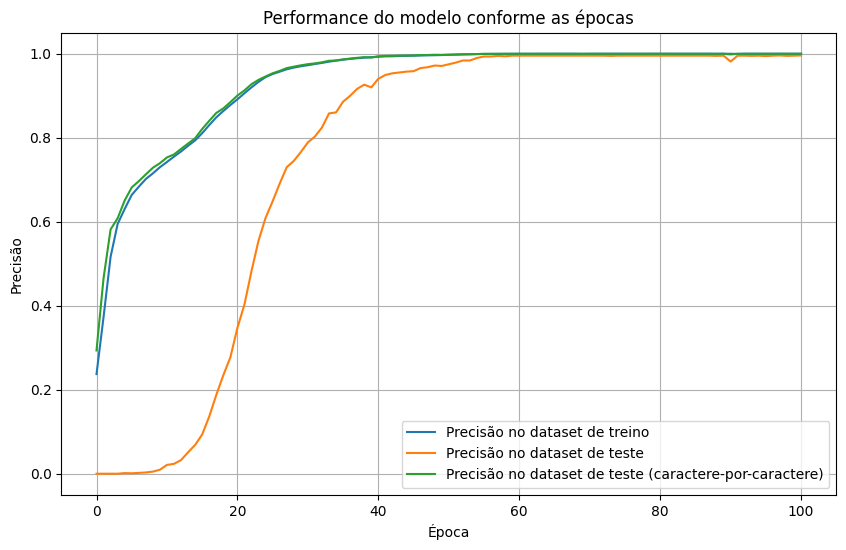 Performance do modelo conforme as épocas
Precisão
1.0
0.8
0.6
0.4
0.2
0.0
Precisão no dataset de treino
Precisão no dataset de teste
Precisão no dataset de teste (caractere-por-caractere)
0 20 40 60 80 100
Época